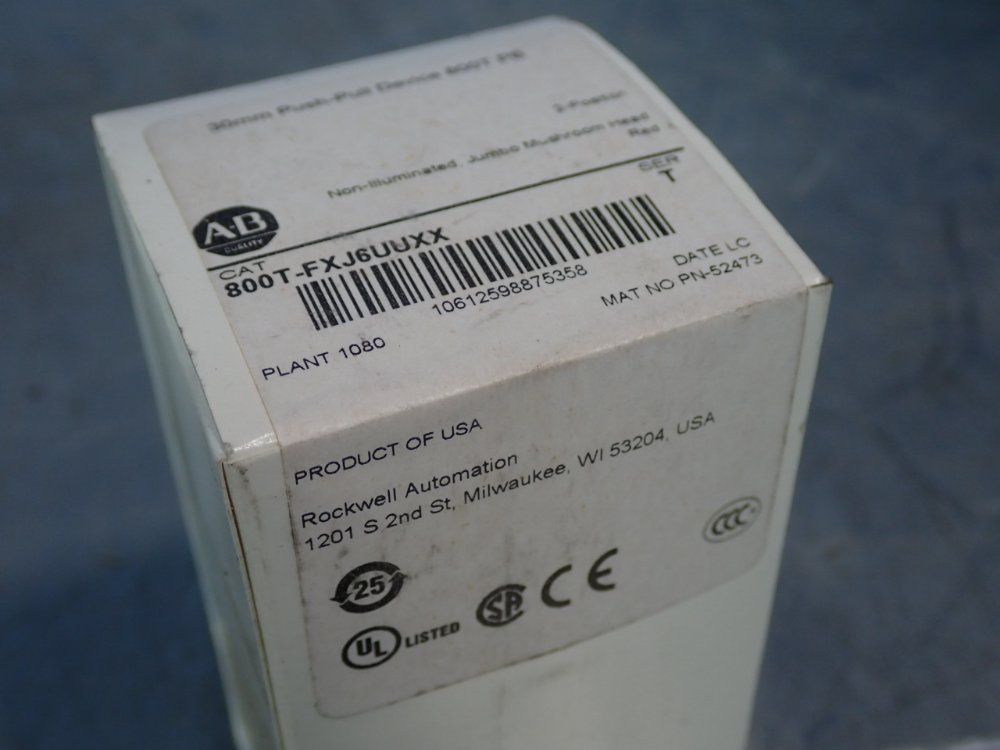 30mm Push-Pull Device 800T PB
2-Position
Non-Illuminated, Jumbo Mushroom Head
Red
A-B
QUALITY
SER
T
CAT
800T-FXJ6UUXX
10612598875358
DATE LC
MAT NO PN-52473
PLANT 1080
PRODUCT OF USA
Rockwell Automation
1201 S 2nd St, Milwaukee, WI 53204, USA
25
CCC
UL LISTED
SA
CE